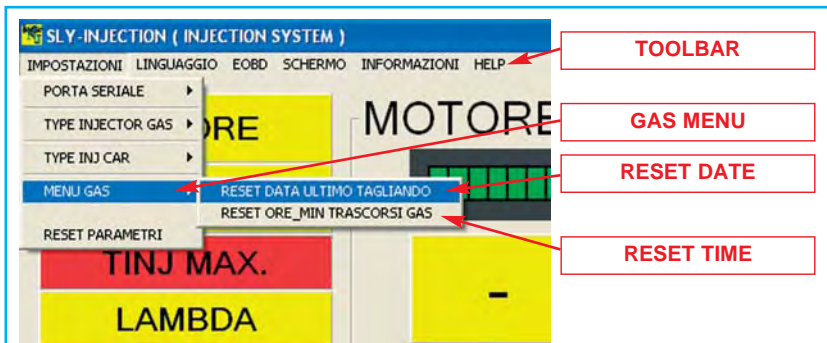 SLY-INJECTION ( INJECTION SYSTEM )
IMPOSTAZIONI LINGUAGGIO EOBD SCHERMO INFORMAZIONI HELP
TOOLBAR
PORTA SERIALE
TYPE INJECTOR GAS
ORE
MOTORE
GAS MENU
TYPE INJ CAR
MENU GAS
RESET DATA ULTIMO TAGLIANDO
RESET DATE
RESET ORE_MIN TRASCORSI GAS
RESET PARAMETRI
RESET TIME
TINJ MAX.
-
LAMBDA